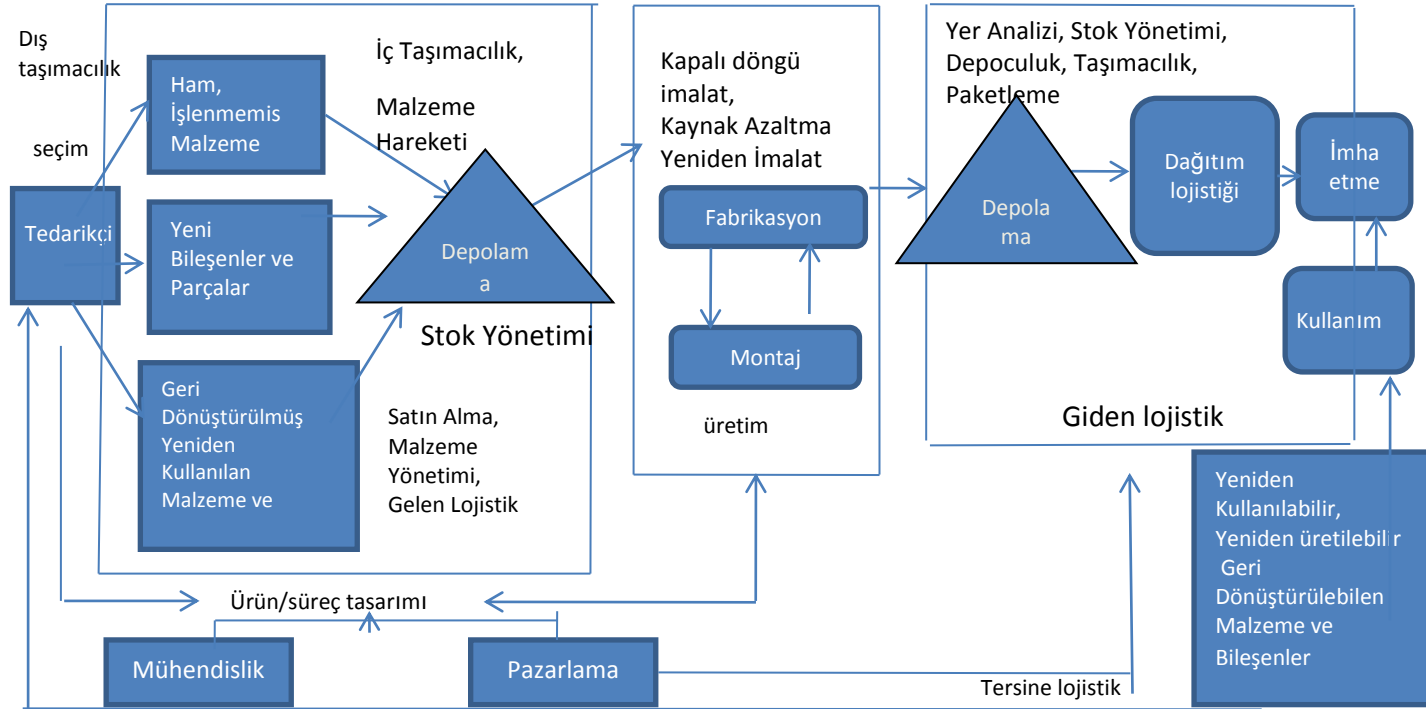 Dış
taşımacılık
seçim
Tedarikçi
Ham,
İşlenmemis
Malzeme
Yeni
Bileşenler ve
Parçalar
Geri
Dönüştürülmüş
Yeniden
Kullanılan
Malzeme ve
İç Taşımacılık,
Malzeme
Hareketi
Depolam
a
Stok Yönetimi
Satın Alma,
Malzeme
Yönetimi,
Gelen Lojistik
Kapalı döngü
imalat,
Kaynak Azaltma
Yeniden İmalat
Fabrikasyon
Montaj
üretim
Yer Analizi, Stok Yönetimi,
Depoculuk, Taşımacılık,
Paketleme
Depola
ma
Dağıtım
lojistiği
İmha
etme
Kullanım
Giden lojistik
Yeniden
Kullanılabilir,
Yeniden üretilebilir
Geri
Dönüştürülebilen
Malzeme ve
Bileşenler
Ürün/süreç tasarımı
Mühendislik
Pazarlama
Tersine lojistik